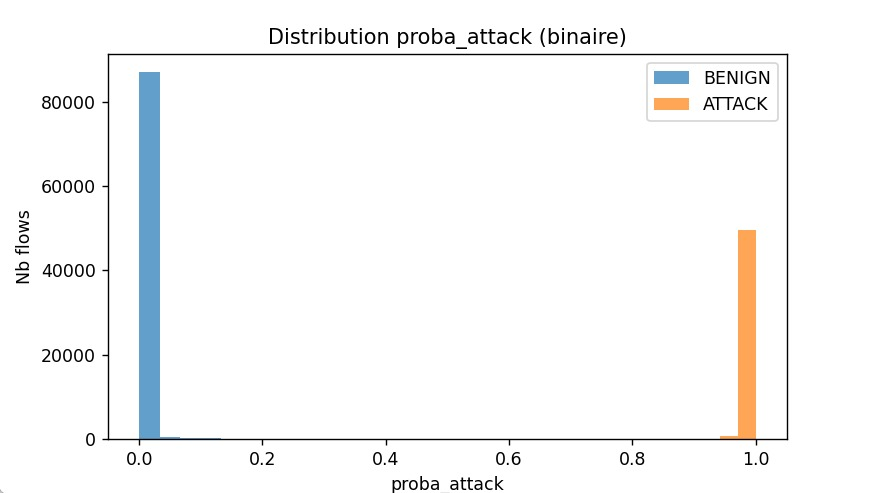 Distribution proba_attack (binaire)
BENIGN
ATTACK
80000
60000
40000
20000
0
Nb flows
0.0 0.2 0.4 0.6 0.8 1.0
proba_attack